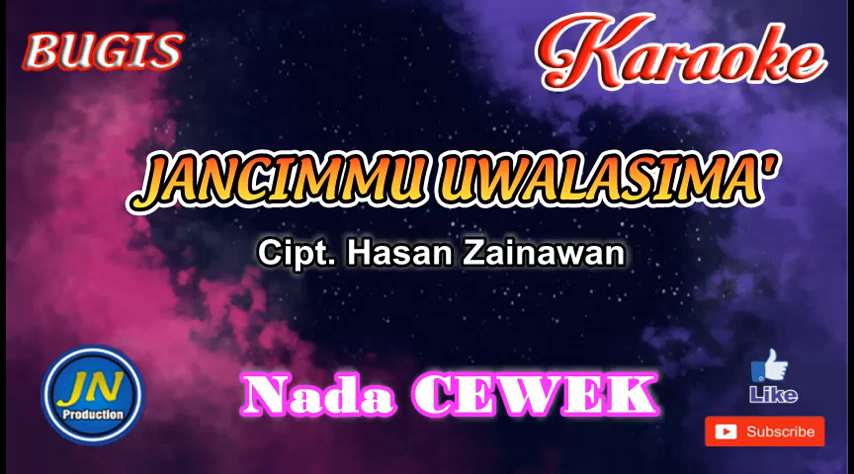 BUGIS
Karaoke
JANCIMMU UWALASIMA'
Cipt. Hasan Zainawan
JN
Production
Nada CEWEK
Like
Subscribe